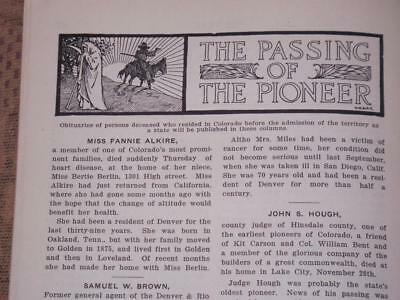 THE PASSING
OF
THE PIONEER
Obituaries of persons deceased who resided in Colorado before the admission of the territory as
a state will be published in these columns.
MISS FANNIE ALKIRE,
a member of one of Colorado's most prominent
families, died suddenly Thursday of
heart disease, at the home of her niece,
Miss Bertie Berlin, 1301 High street. Miss
Alkire had just returned from California,
where she had gone some months ago with
the hope that the change of altitude would
benefit her health.
She had been a resident of Denver for
the last thirty-nine years. She was born in
Oakland, Tenn., but with her family moved
to Golden in 1875, and lived first in Golden
and then in Loveland. Of recent months
she had made her home with Miss Berlin.
SAMUEL W. BROWN,
Former general agent of the Denver & Rio
Altho Mrs. Miles had been a victim of
cancer for some time, her condition did
not become serious until last September,
when she was taken ill in San Diego, Calif.
She was 70 years old and had been a resident
of Denver for more than half a
century.
JOHN S. HOUGH,
county judge of Hinsdale county, one of
the earliest pioneers of Colorado, a friend
of Kit Carson and Col. William Bent and
a member of the glorious company of the
builders of a great commonwealth, died at
his home in Lake City, November 28th.
Judge Hough was probably the state's
oldest pioneer. News of his passing was